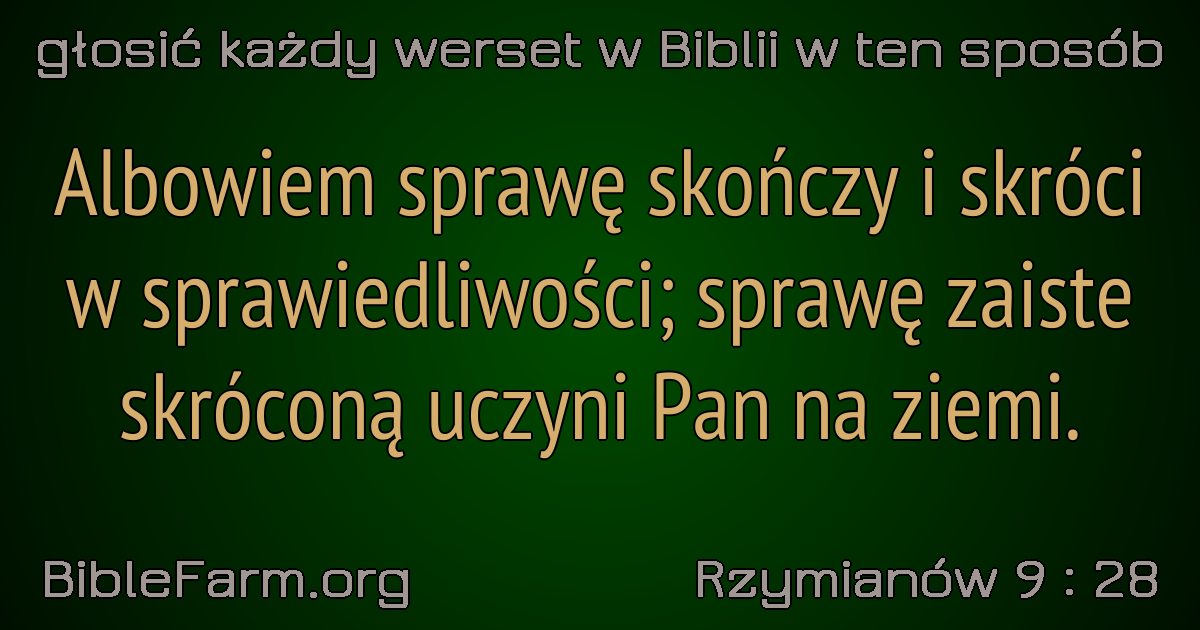 głosić każdy werset w Biblii w ten sposób
Albowiem sprawę skończy i skróci
w sprawiedliwości; sprawę zaiste
skróconą uczyni Pan na ziemi.
BibleFarm.org
Rzymianów 9 : 28